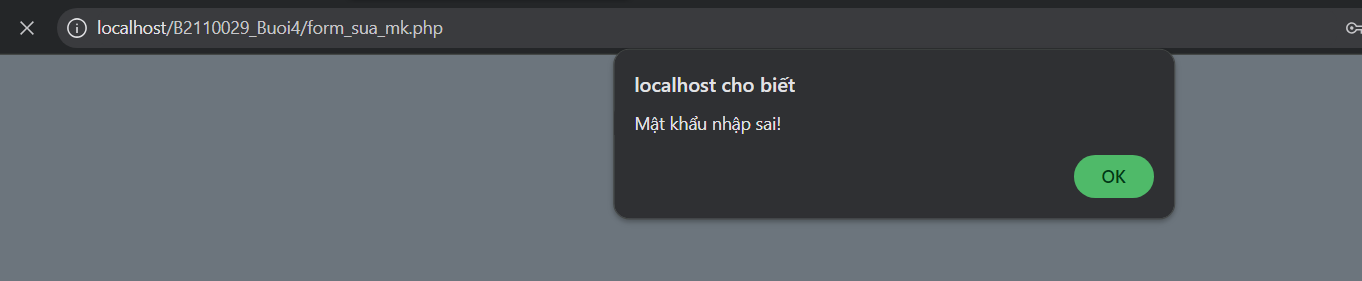 localhost/B2110029_Buoi4/form_sua_mk.php
localhost cho biết
Mật khẩu nhập sai!
OK